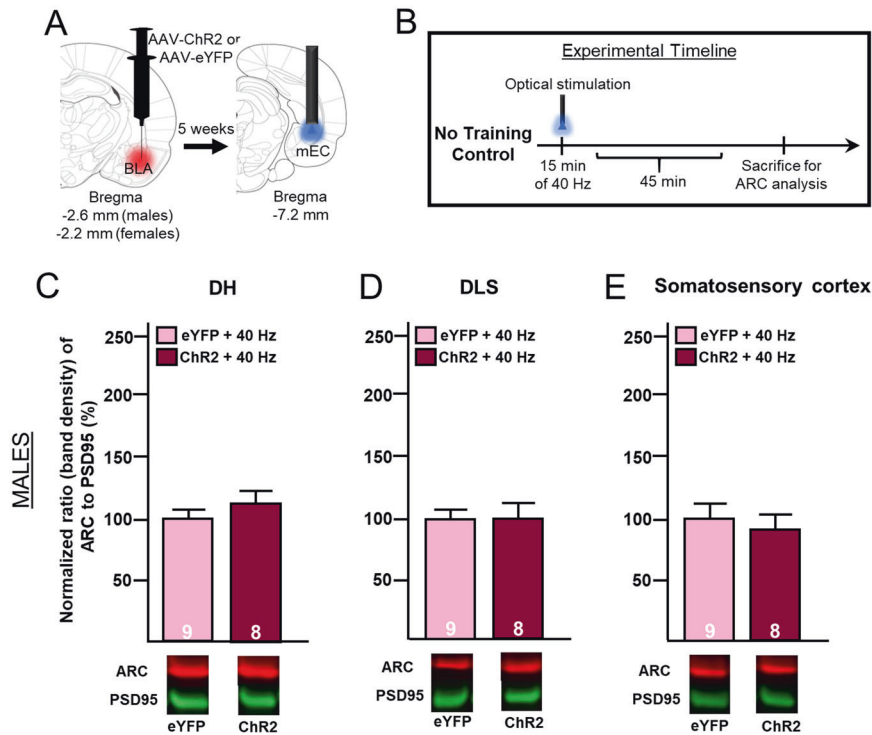 A
AAV-ChR2 or
AAV-eYFP
5 weeks
BLA
mEC
Bregma
-2.6 mm (males)
-2.2 mm (females)
Bregma
-7.2 mm
B
Experimental Timeline
Optical stimulation
No Training
Control
15 min
of 40 Hz
45 min
Sacrifice for
ARC analysis
MALES
Normalized ratio (band density) of
ARC to PSD95 (%)
C
DH
250
200
150
100
50
eYFP + 40 Hz
ChR2 + 40 Hz
9
8
ARC
PSD95
eYFP
ChR2
D
DLS
250
200
150
100
50
eYFP + 40 Hz
ChR2 + 40 Hz
9
8
ARC
PSD95
eYFP
ChR2
E
Somatosensory cortex
250
200
150
100
50
eYFP + 40 Hz
ChR2 + 40 Hz
9
8
ARC
PSD95
eYFP
ChR2